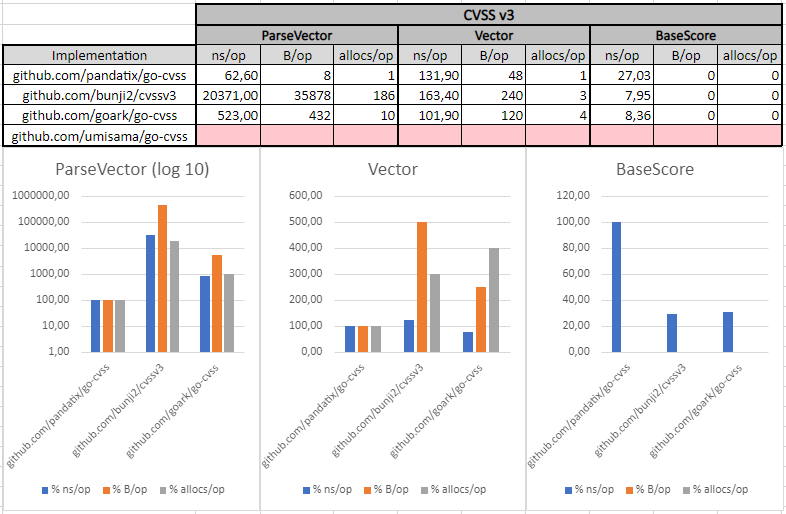 CVSS v3
ParseVector Vector BaseScore
Implementation ns/op B/op allocs/op ns/op B/op allocs/op ns/op B/op allocs/op
github.com/pandatix/go-cvss 62,60 8 1 131,90 48 1 27,03 0 0
github.com/bunji2/cvssv3 20371,00 35878 186 163,40 240 3 7,95 0 0
github.com/goark/go-cvss 523,00 432 10 101,90 120 4 8,36 0 0
github.com/umisama/go-cvss
ParseVector (log 10)
1000000,00
100000,00
10000,00
1000,00
100,00
10,00
1,00
github.com/pandatix/go-cvss
github.com/bunji2/cvssv3
github.com/goark/go-cvss
% ns/op % B/op % allocs/op
Vector
600,00
500,00
400,00
300,00
200,00
100,00
0,00
github.com/pandatix/go-cvss
github.com/bunji2/cvssv3
github.com/goark/go-cvss
% ns/op % B/op % allocs/op
BaseScore
120,00
100,00
80,00
60,00
40,00
20,00
0,00
github.com/pandatix/go-cvss
github.com/bunji2/cvssv3
github.com/goark/go-cvss
% ns/op % B/op % allocs/op